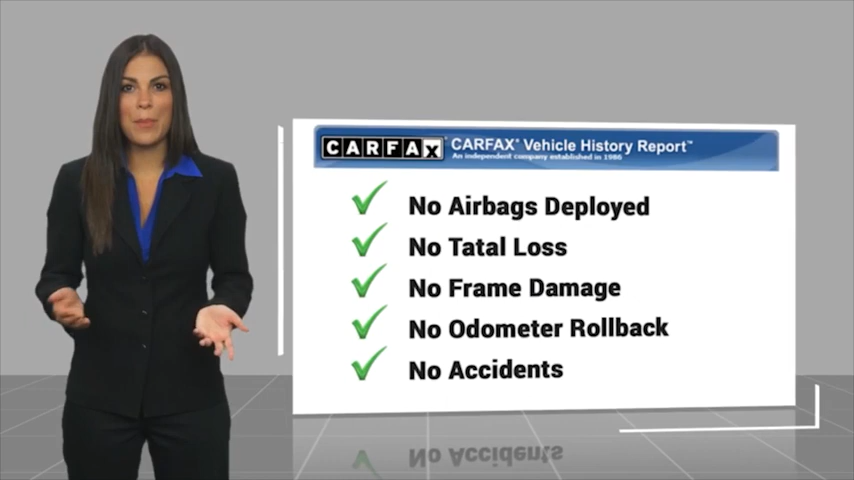 CARFAX CARFAX® Vehicle History Report™
An independent company established in 1986
No Airbags Deployed
No Tatal Loss
No Frame Damage
No Odometer Rollback
No Accidents
No Accidents